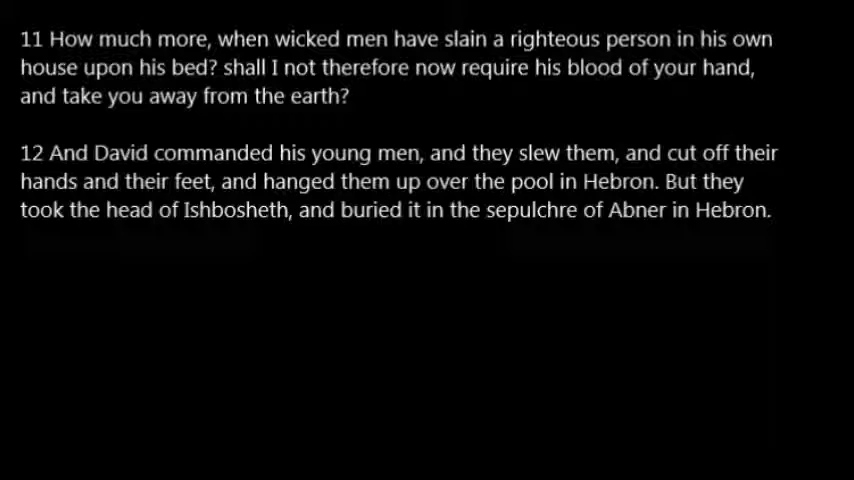 11 How much more, when wicked men have slain a righteous person in his own
house upon his bed? shall I not therefore now require his blood of your hand,
and take you away from the earth?
12 And David commanded his young men, and they slew them, and cut off their
hands and their feet, and hanged them up over the pool in Hebron. But they
took the head of Ishbosheth, and buried it in the sepulchre of Abner in Hebron.